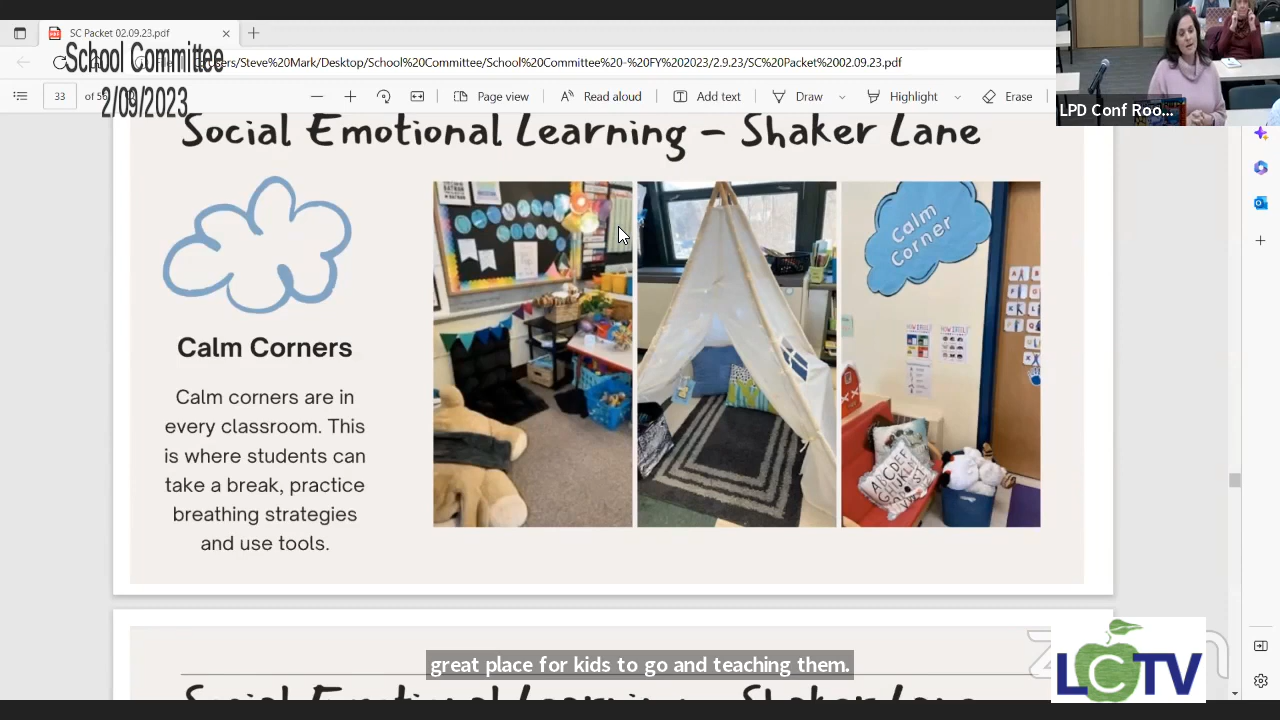 SC Packet 02.09.23.pdf
School Committee
2/09/2023
ers/Steve%20Mark/Desktop/School%20Committee/School%20Committee%20-%20FY%202023/2.9.23/SC%20Packet%2002.09.23.pdf
33
Page view
Read aloud
Add text
Draw
Highlight
Erase
LPD Conf Roo...
Social Emotional Learning - Shaker Lane
Calm
Corner
Calm Corners
Calm corners are in
every classroom. This
is where students can
take a break, practice
breathing strategies
and use tools.
great place for kids to go and teaching them.
LCTV
Social Emotional Learning - Shaker Lane